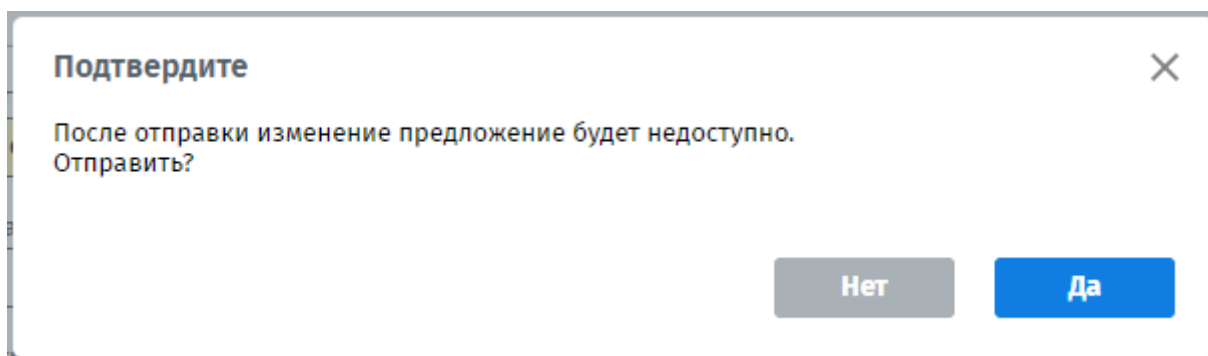 Подтвердите
После отправки изменение предложение будет недоступно.
Отправить?
Нет
Да